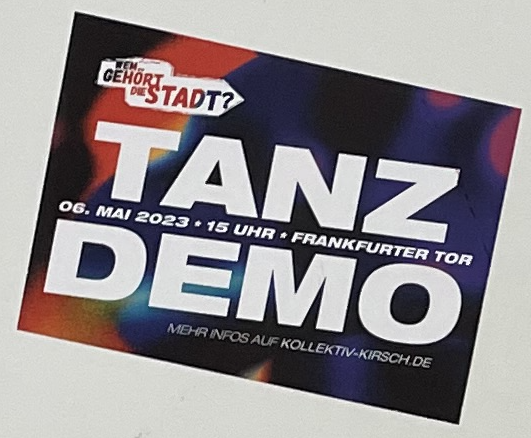 WEM
GEHÖRT
DIE STADT?
TANZ
06. MAI 2023 * 15 UHR * FRANKFURTER TOR
DEMO
MEHR INFOS AUF KOLLEKTIV-KIRSCH.DE